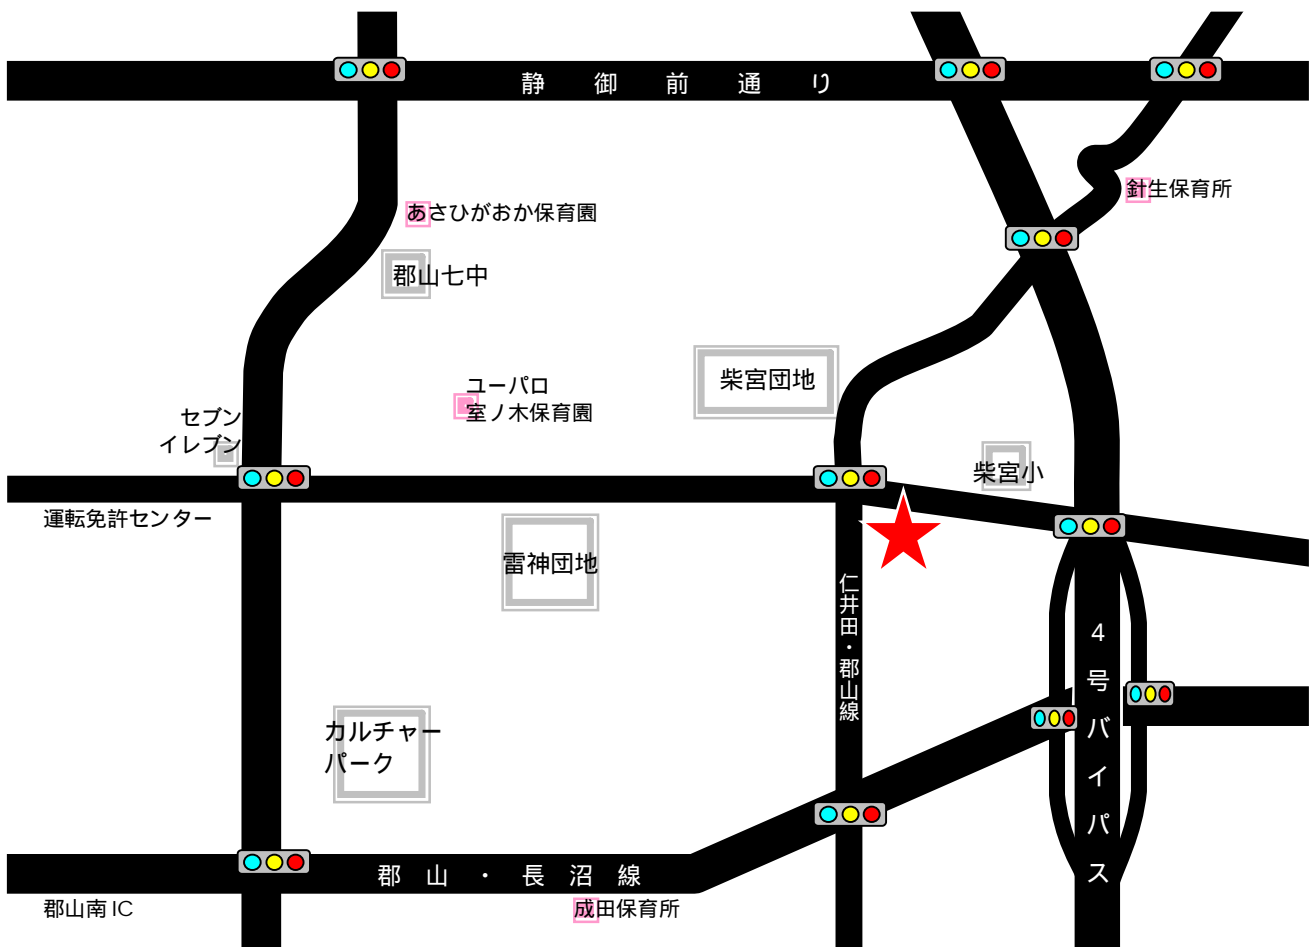 静御前通り
針生保育所
あさひがおか保育園
郡山七中
柴宮団地
ユーパロ
室ノ木保育園
セブン
イレブン
柴宮小
運転免許センター
雷神団地
仁井田・郡山線
4号バイパス
カルチャー
パーク
郡山・長沼線
郡山南IC
成田保育所